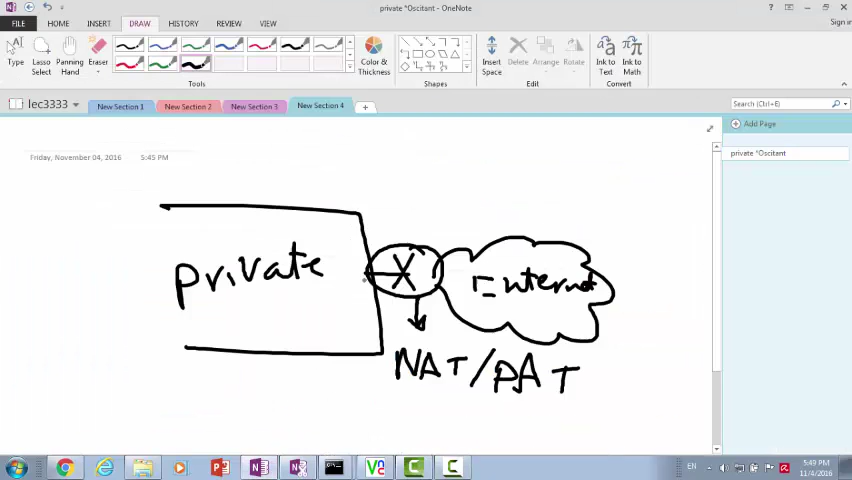 private *Oscitant - OneNote
Sign in
FILE HOME INSERT DRAW HISTORY REVIEW VIEW
Type Lasso Select Panning Hand Eraser Color & Thickness Insert Space Delete Arrange Rotate Ink to Text Ink to Math
Tools Shapes Edit Convert
lec3333 New Section 1 New Section 2 New Section 3 New Section 4 Search (Ctrl+E)
Add Page
private *Oscitant
Friday, November 04, 2016 5:45 PM
private
Internet
NAT/PAT
EN 5:49 PM
11/4/2016